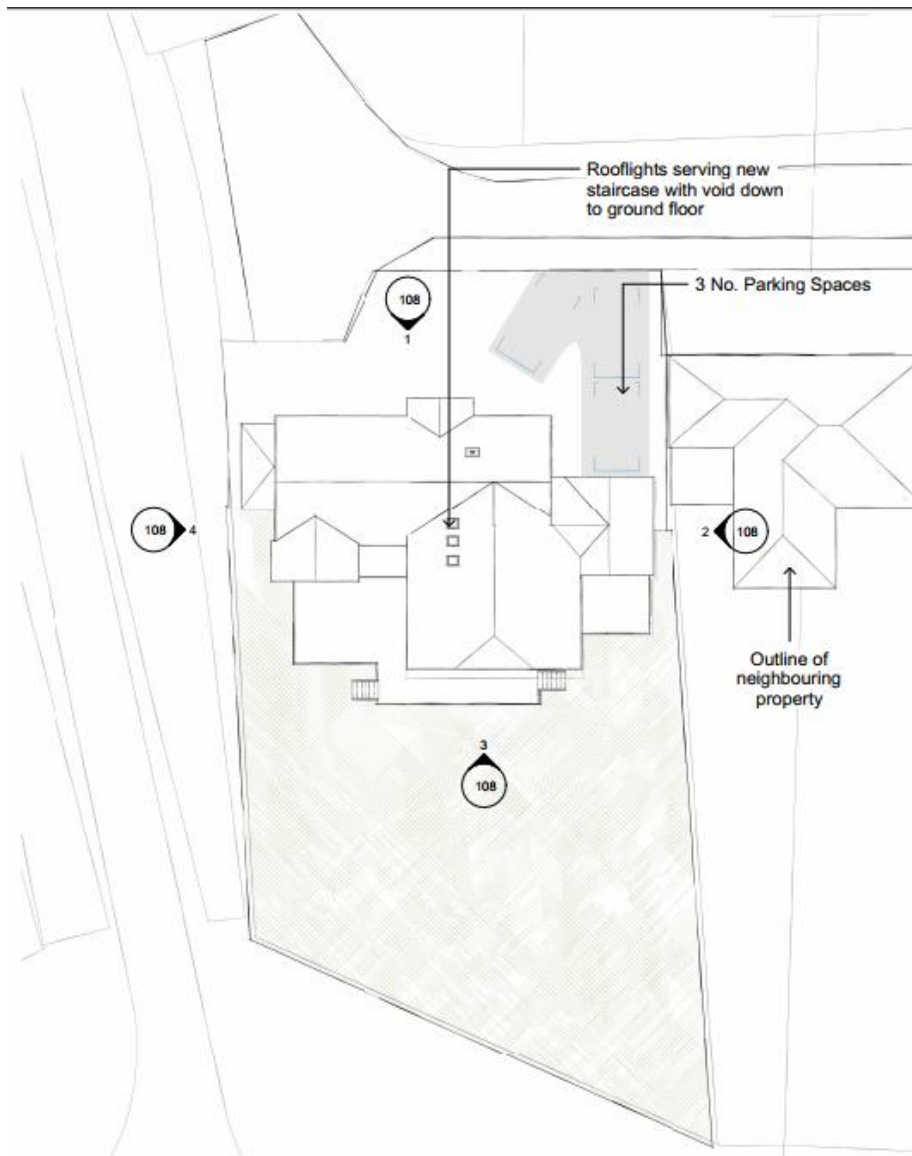 Rooflights serving new
staircase with void down
to ground floor
3 No. Parking Spaces
108
1
108
4
2
108
Outline of
neighbouring
property
3
108